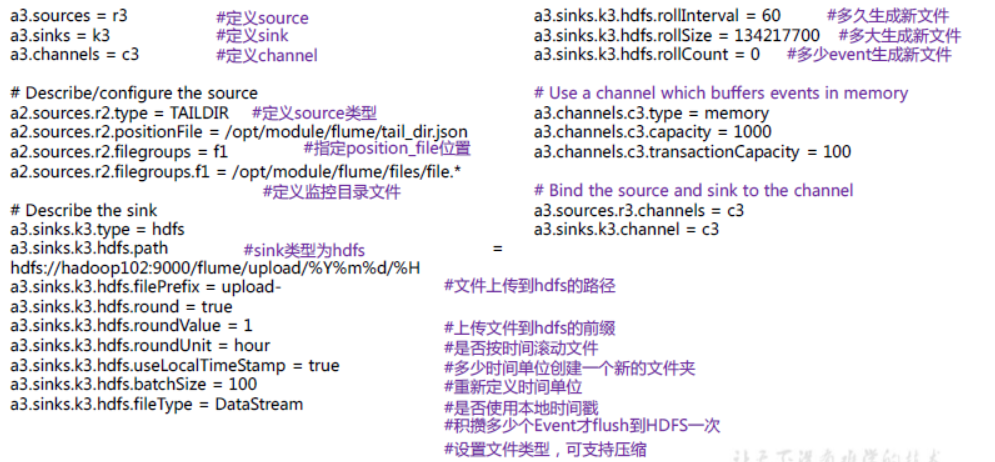 a3.sources = r3 #定义source
a3.sinks = k3 #定义sink
a3.channels = c3 #定义channel
# Describe/configure the source
a2.sources.r2.type = TAILDIR #定义source类型
a2.sources.r2.positionFile = /opt/module/flume/tail_dir.json
a2.sources.r2.filegroups = f1 #指定position_file位置
a2.sources.r2.filegroups.f1 = /opt/module/flume/files/file.*
#定义监控目录文件
# Describe the sink
a3.sinks.k3.type = hdfs
a3.sinks.k3.hdfs.path #sink类型为hdfs =
hdfs://hadoop102:9000/flume/upload/%Y%m%d/%H
a3.sinks.k3.hdfs.filePrefix = upload- #文件上传到hdfs的路径
a3.sinks.k3.hdfs.round = true
a3.sinks.k3.hdfs.roundValue = 1 #上传文件到hdfs的前缀
a3.sinks.k3.hdfs.roundUnit = hour #是否按时间滚动文件
a3.sinks.k3.hdfs.useLocalTimeStamp = true #多少时间单位创建一个新的文件夹
a3.sinks.k3.hdfs.batchSize = 100 #重新定义时间单位
a3.sinks.k3.hdfs.fileType = DataStream #是否使用本地时间戳
#积攒多少个Event才flush到HDFS一次
#设置文件类型，可支持压缩
a3.sinks.k3.hdfs.rollInterval = 60 #多久生成新文件
a3.sinks.k3.hdfs.rollSize = 134217700 #多大生成新文件
a3.sinks.k3.hdfs.rollCount = 0 #多少event生成新文件
# Use a channel which buffers events in memory
a3.channels.c3.type = memory
a3.channels.c3.capacity = 1000
a3.channels.c3.transactionCapacity = 100
# Bind the source and sink to the channel
a3.sources.r3.channels = c3
a3.sinks.k3.channel = c3